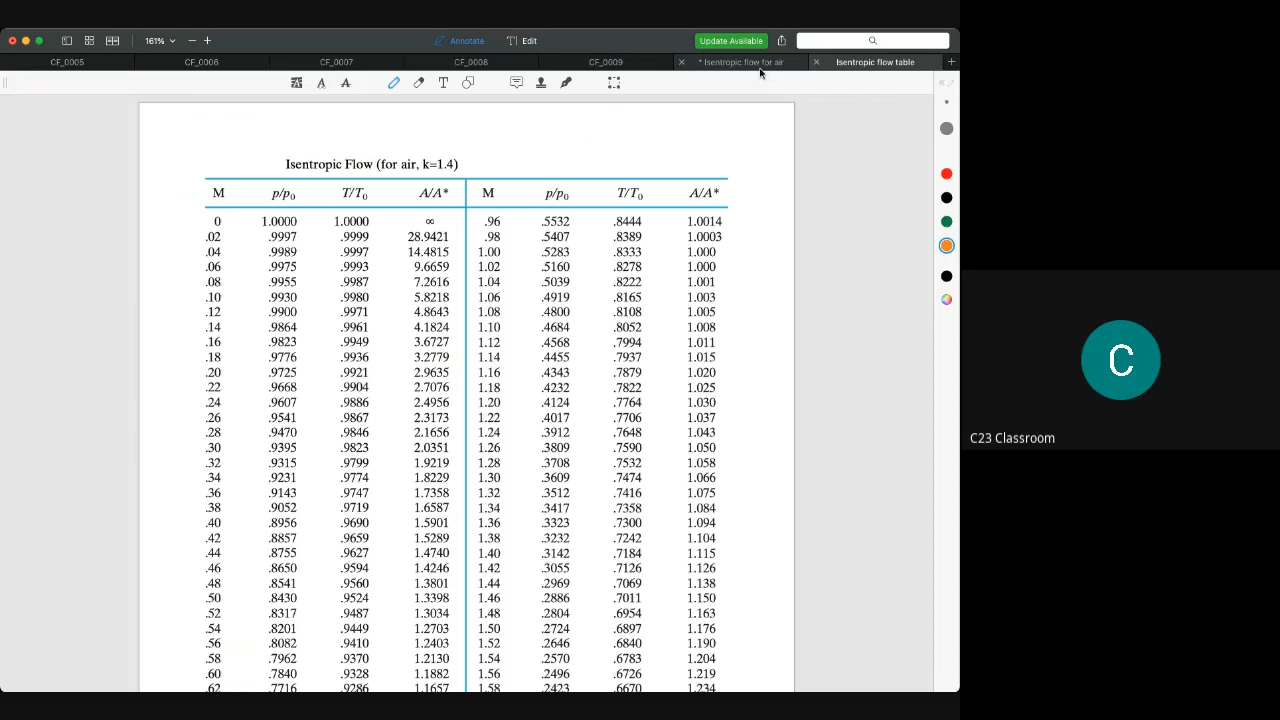 161%
Annotate
Edit
Update Available
CF_0005
CF_0006
CF_0007
CF_0008
CF_0009
* Isentropic flow for air
Isentropic flow table
Isentropic Flow (for air, k=1.4)
M p/p0 T/T0 A/A* M p/p0 T/T0 A/A*
0 1.0000 1.0000 ∞ .96 .5532 .8444 1.0014
.02 .9997 .9999 28.9421 .98 .5407 .8389 1.0003
.04 .9989 .9997 14.4815 1.00 .5283 .8333 1.000
.06 .9975 .9993 9.6659 1.02 .5160 .8278 1.000
.08 .9955 .9987 7.2616 1.04 .5039 .8222 1.001
.10 .9930 .9980 5.8218 1.06 .4919 .8165 1.003
.12 .9900 .9971 4.8643 1.08 .4800 .8108 1.005
.14 .9864 .9961 4.1824 1.10 .4684 .8052 1.008
.16 .9823 .9949 3.6727 1.12 .4568 .7994 1.011
.18 .9776 .9936 3.2779 1.14 .4455 .7937 1.015
.20 .9725 .9921 2.9635 1.16 .4343 .7879 1.020
.22 .9668 .9904 2.7076 1.18 .4232 .7822 1.025
.24 .9607 .9886 2.4956 1.20 .4124 .7764 1.030
.26 .9541 .9867 2.3173 1.22 .4017 .7706 1.037
.28 .9470 .9846 2.1656 1.24 .3912 .7648 1.043
.30 .9395 .9823 2.0351 1.26 .3809 .7590 1.050
.32 .9315 .9799 1.9219 1.28 .3708 .7532 1.058
.34 .9231 .9774 1.8229 1.30 .3609 .7474 1.066
.36 .9143 .9747 1.7358 1.32 .3512 .7416 1.075
.38 .9052 .9719 1.6587 1.34 .3417 .7358 1.084
.40 .8956 .9690 1.5901 1.36 .3323 .7300 1.094
.42 .8857 .9659 1.5289 1.38 .3232 .7242 1.104
.44 .8755 .9627 1.4740 1.40 .3142 .7184 1.115
.46 .8650 .9594 1.4246 1.42 .3055 .7126 1.126
.48 .8541 .9560 1.3801 1.44 .2969 .7069 1.138
.50 .8430 .9524 1.3398 1.46 .2886 .7011 1.150
.52 .8317 .9487 1.3034 1.48 .2804 .6954 1.163
.54 .8201 .9449 1.2703 1.50 .2724 .6897 1.176
.56 .8082 .9410 1.2403 1.52 .2646 .6840 1.190
.58 .7962 .9370 1.2130 1.54 .2570 .6783 1.204
.60 .7840 .9328 1.1882 1.56 .2496 .6726 1.219
.62 .7716 .9286 1.1657 1.58 .2423 .6670 1.234
C
C23 Classroom